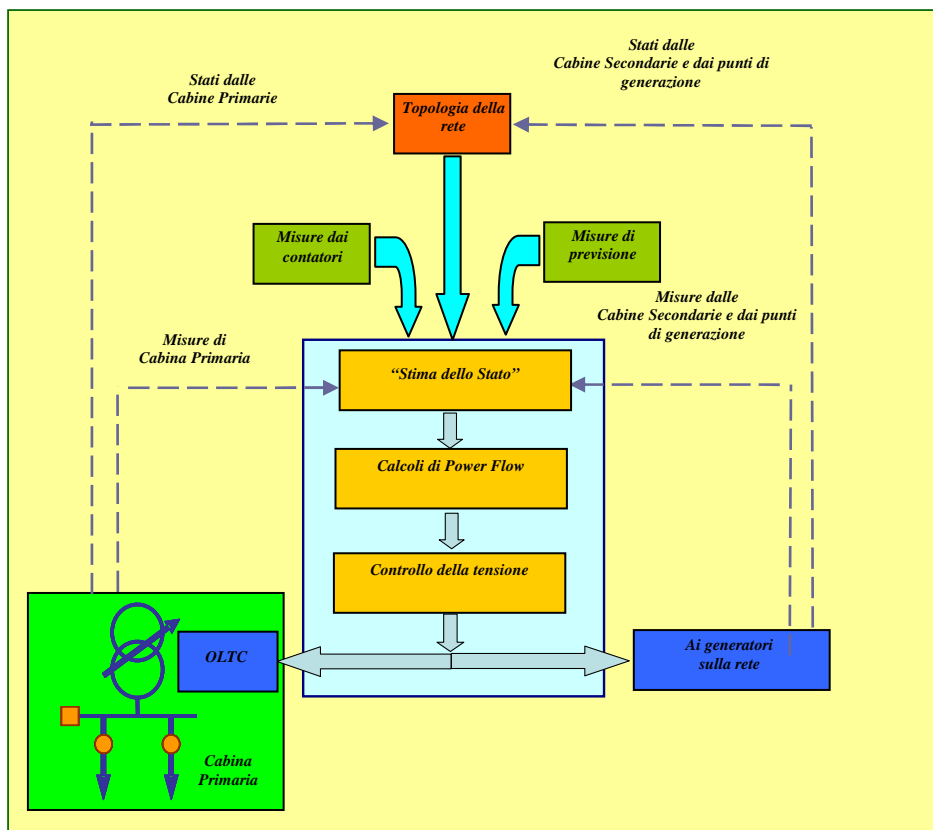 Stati dalle
Cabine Primarie
Stati dalle
Cabine Secondarie e dai punti di
generazione
Topologia della
rete
Misure dai
contatori
Misure di
previsione
Misure dalle
Cabine Secondarie e dai punti
di generazione
Misure di
Cabina Primaria
“Stima dello Stato”
Calcoli di Power Flow
Controllo della tensione
OLTC
Ai generatori
sulla rete
Cabina
Primaria